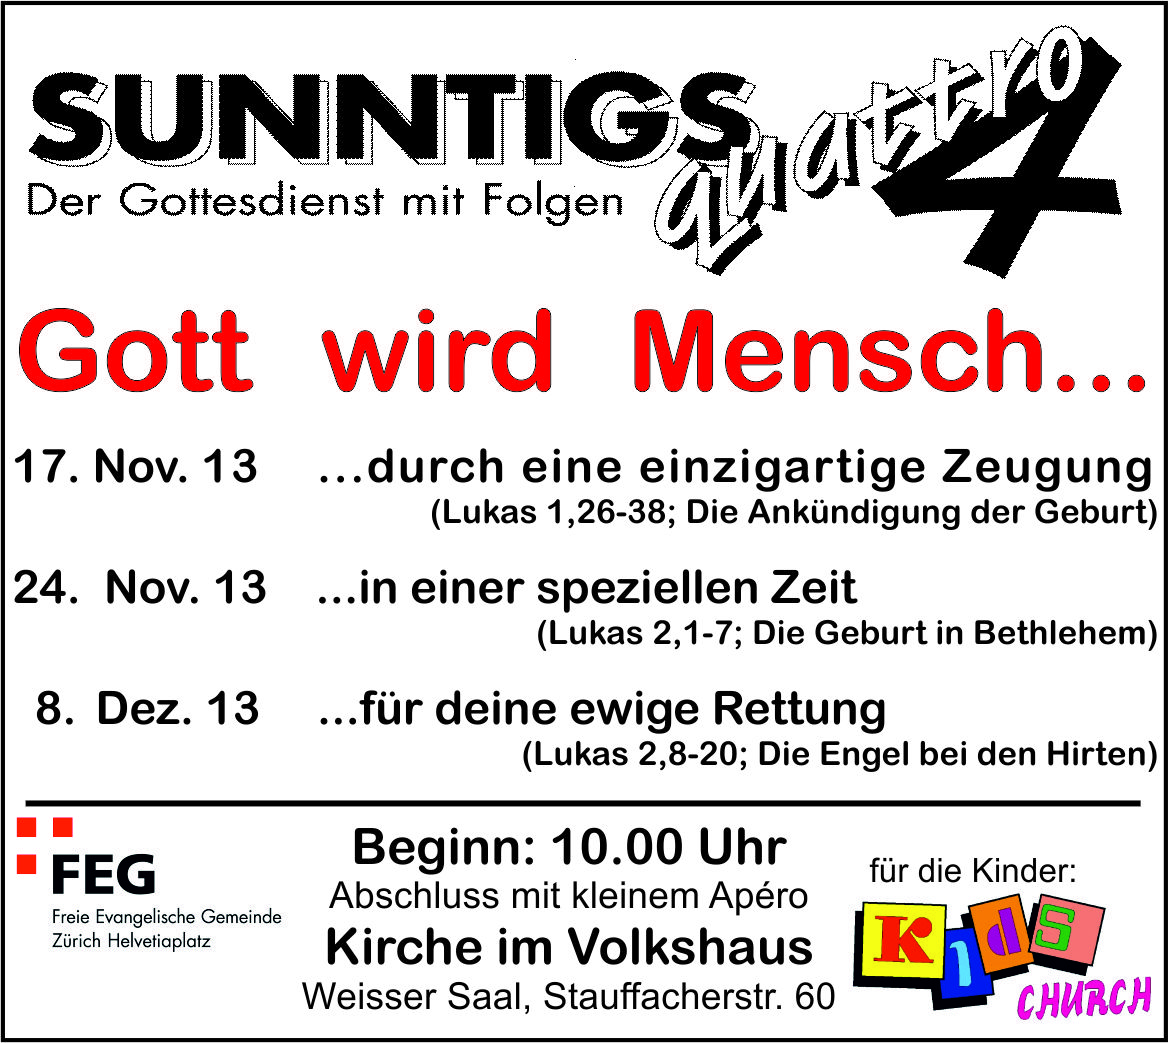 SUNNTIGS quattro 4
Der Gottesdienst mit Folgen
Gott wird Mensch...
17. Nov. 13 ...durch eine einzigartige Zeugung
(Lukas 1,26-38; Die Ankündigung der Geburt)
24. Nov. 13 ...in einer speziellen Zeit
(Lukas 2,1-7; Die Geburt in Bethlehem)
8. Dez. 13 ...für deine ewige Rettung
(Lukas 2,8-20; Die Engel bei den Hirten)
FEG
Freie Evangelische Gemeinde
Zürich Helvetiaplatz
Beginn: 10.00 Uhr
Abschluss mit kleinem Apéro
Kirche im Volkshaus
Weisser Saal, Stauffacherstr. 60
für die Kinder:
KidS
CHURCH